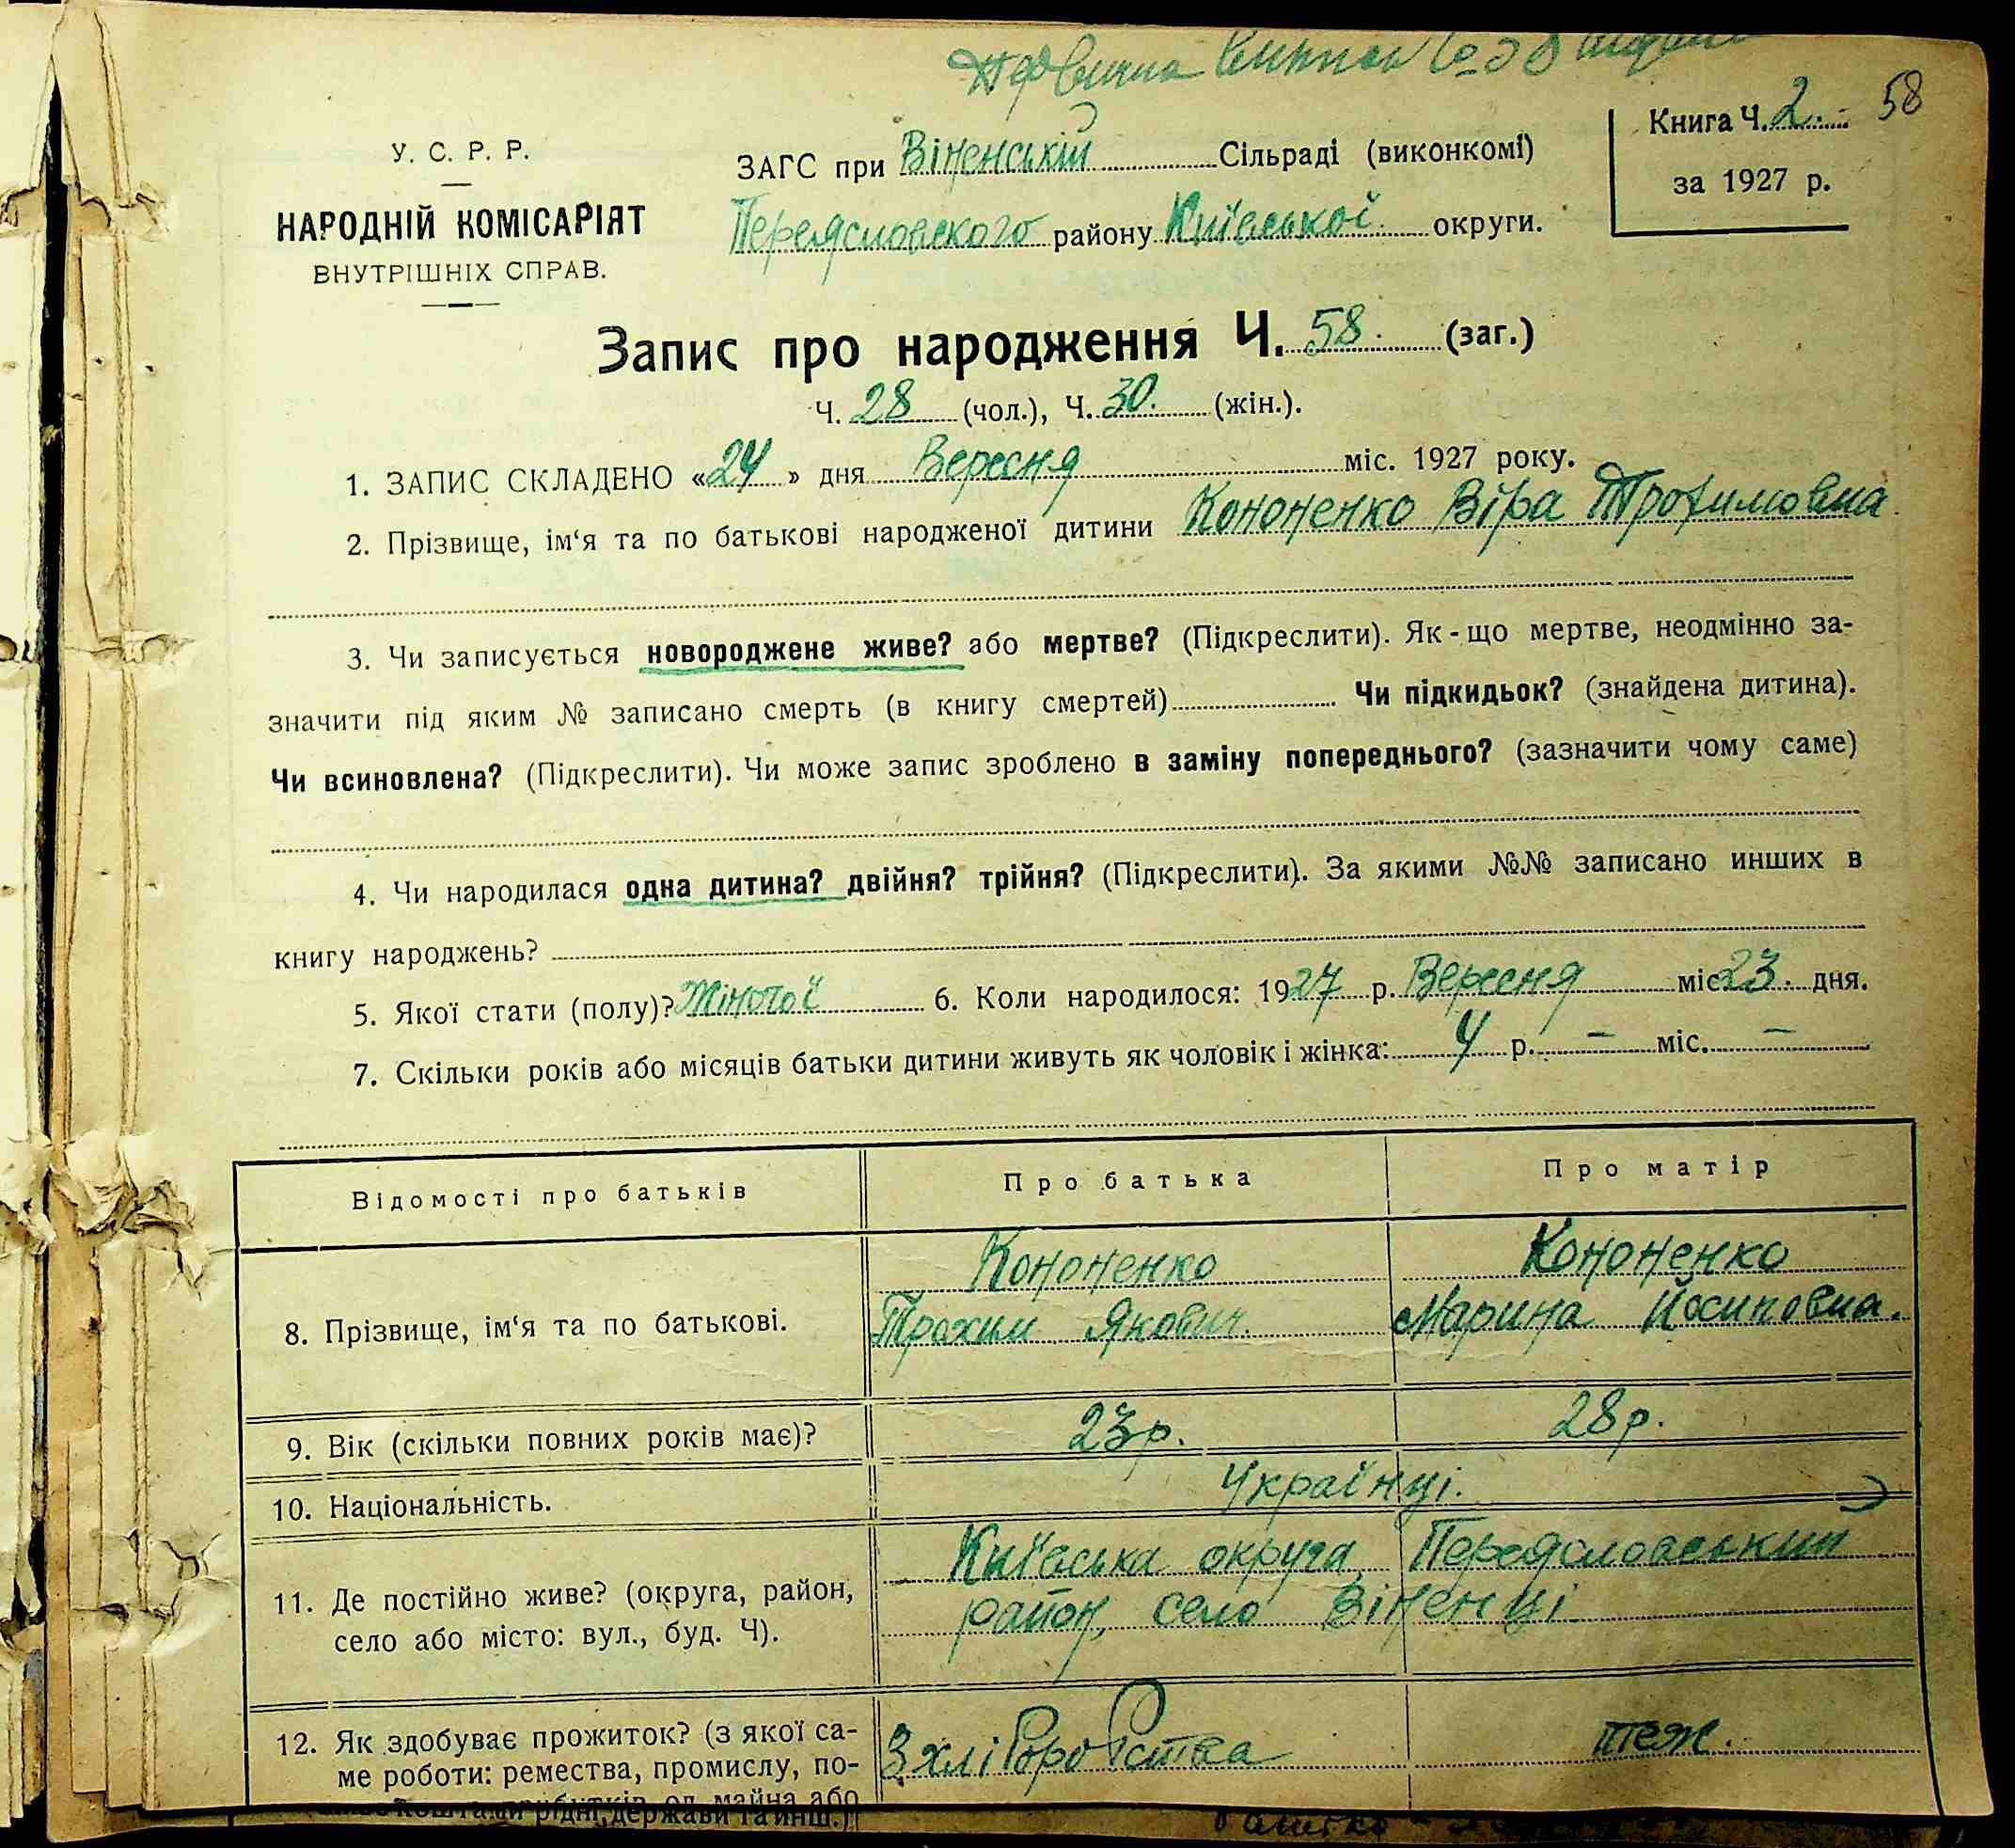 58
Книга Ч. 2.
за 1927 р.
У. С. Р. Р.
НАРОДНІЙ КОМІСАРІЯТ
ВНУТРІШНІХ СПРАВ.
ЗАГС при Віненській Сільраді (виконкомі)
Переясловского району Київської округи.
Запис про народження Ч. 58. (заг.)
Ч. 28 (чол.), Ч. 30. (жін.).
1. ЗАПИС СКЛАДЕНО «24» дня Вересня міс. 1927 року.
2. Прізвище, ім‘я та по батькові народженої дитини Кононенко Віра Трофимовна
3. Чи записується новороджене живе? або мертве? (Підкреслити). Як-що мертве, неодмінно за-
значити під яким № записано смерть (в книгу смертей) Чи підкидьок? (знайдена дитина).
Чи всиновлена? (Підкреслити). Чи може запис зроблено в заміну попереднього? (зазначити чому саме)
4. Чи народилася одна дитина? двійня? трійня? (Підкреслити). За якими №№ записано инших в
книгу народжень?
5. Якої стати (полу)? Жіночої 6. Коли народилося: 1927 р. Вересня міс 23. дня.
7. Скільки років або місяців батьки дитини живуть як чоловік і жінка: 4 р. – міс. –
Відомості про батьків Про батька Про матір
Кононенко Кононенко
8. Прізвище, ім‘я та по батькові. Трохим Якович Марина Йосиповна.
9. Вік (скільки повних років має)? 23р. 28р.
10. Національність. Українці.
Київська округа, Переясловський
11. Де постійно живе? (округа, район, район, село Віненці
село або місто: вул., буд. Ч).
12. Як здобуває прожиток? (з якої са- З хліборобства теж.
ме роботи: ремества, промислу, по-